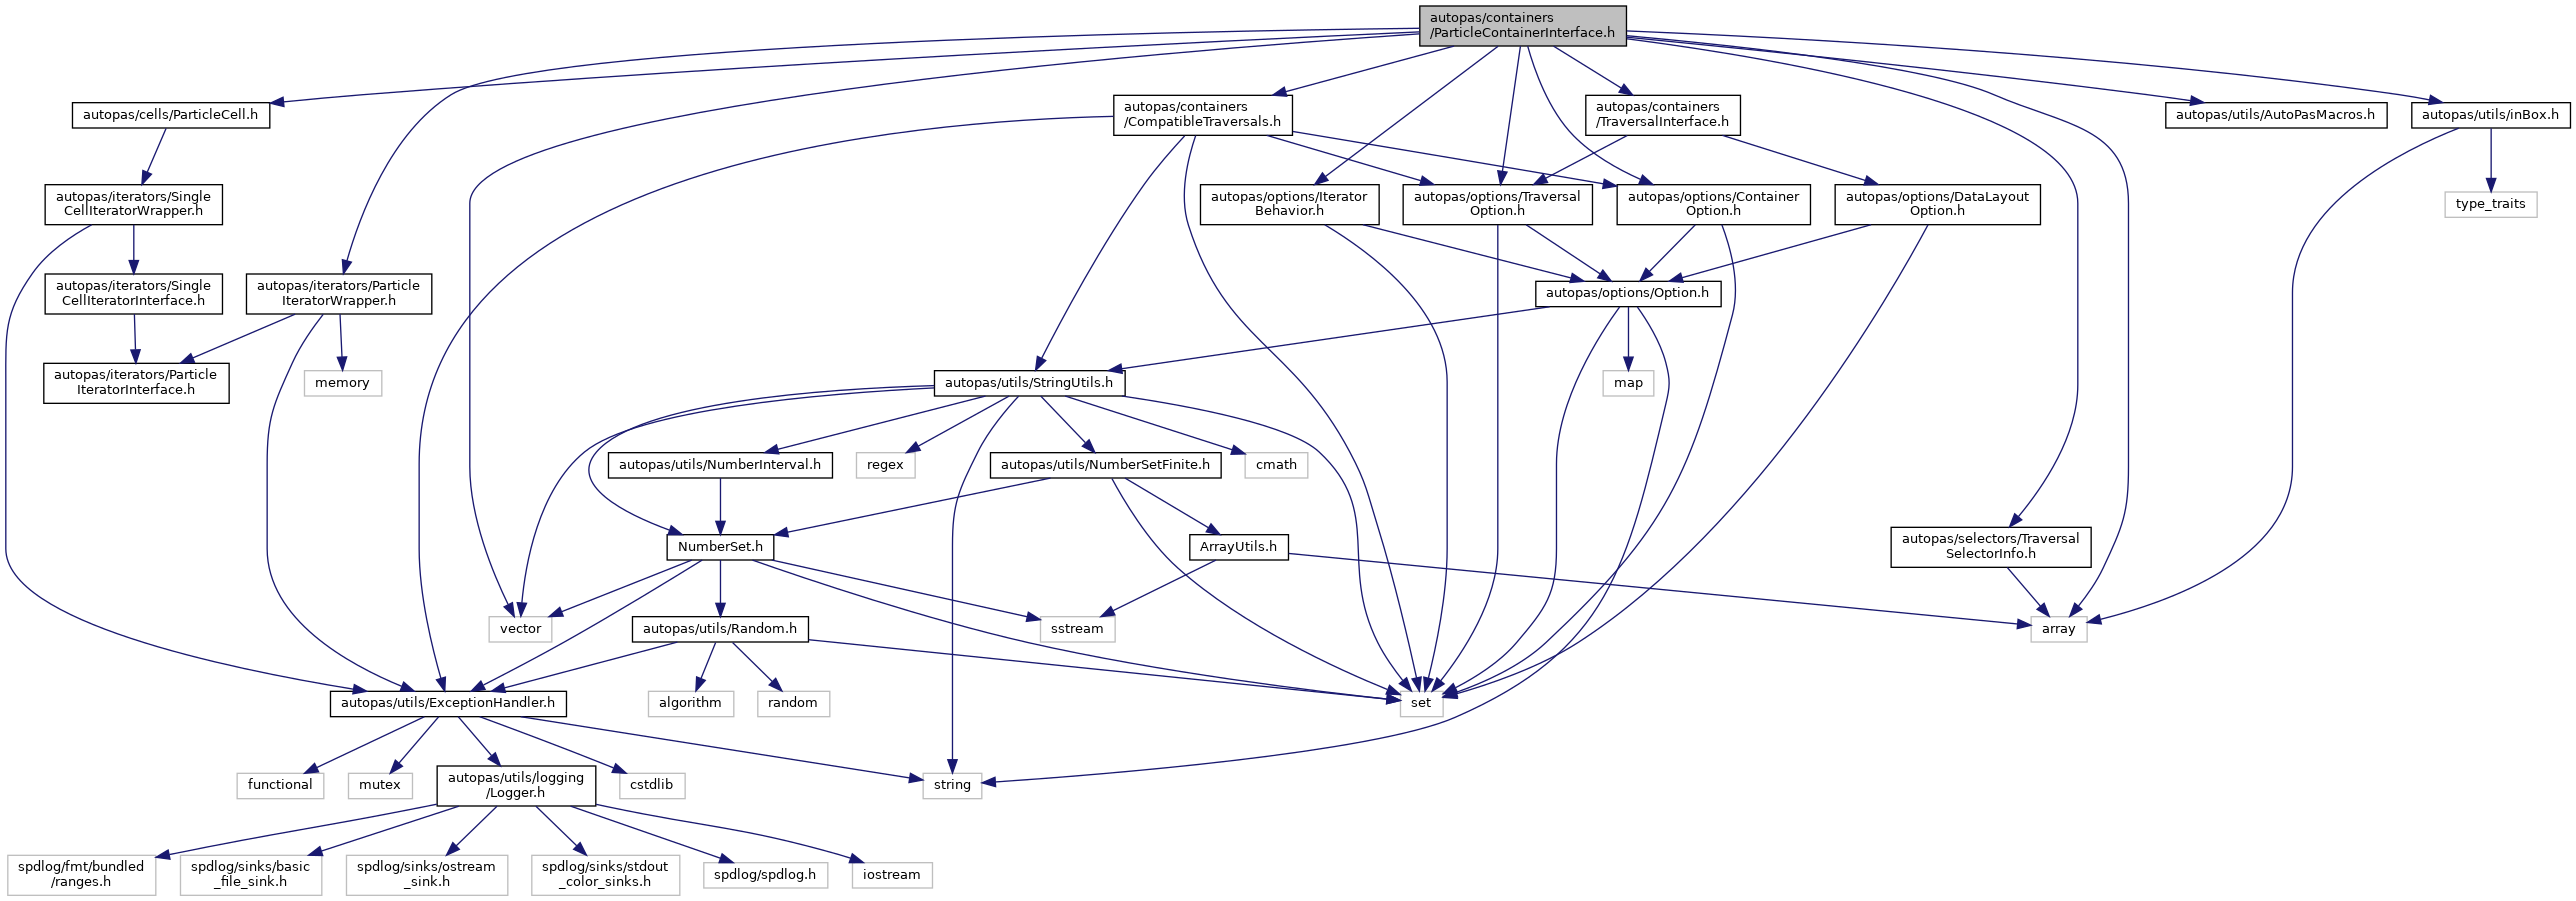 autopas/containers
/ParticleContainerInterface.h
autopas/cells/ParticleCell.h
autopas/containers
/CompatibleTraversals.h
autopas/containers
/TraversalInterface.h
autopas/utils/AutoPasMacros.h
autopas/utils/inBox.h
autopas/iterators/Single
CellIteratorWrapper.h
autopas/options/Iterator
Behavior.h
autopas/options/Traversal
Option.h
autopas/options/Container
Option.h
autopas/options/DataLayout
Option.h
type_traits
autopas/iterators/Single
CellIteratorInterface.h
autopas/iterators/Particle
IteratorWrapper.h
autopas/options/Option.h
autopas/iterators/Particle
IteratorInterface.h
memory
autopas/utils/StringUtils.h
map
autopas/utils/NumberInterval.h
regex
autopas/utils/NumberSetFinite.h
cmath
NumberSet.h
ArrayUtils.h
autopas/selectors/Traversal
SelectorInfo.h
vector
autopas/utils/Random.h
sstream
array
autopas/utils/ExceptionHandler.h
algorithm
random
set
functional
mutex
autopas/utils/logging
/Logger.h
cstdlib
string
spdlog/fmt/bundled
/ranges.h
spdlog/sinks/basic
_file_sink.h
spdlog/sinks/ostream
_sink.h
spdlog/sinks/stdout
_color_sinks.h
spdlog/spdlog.h
iostream